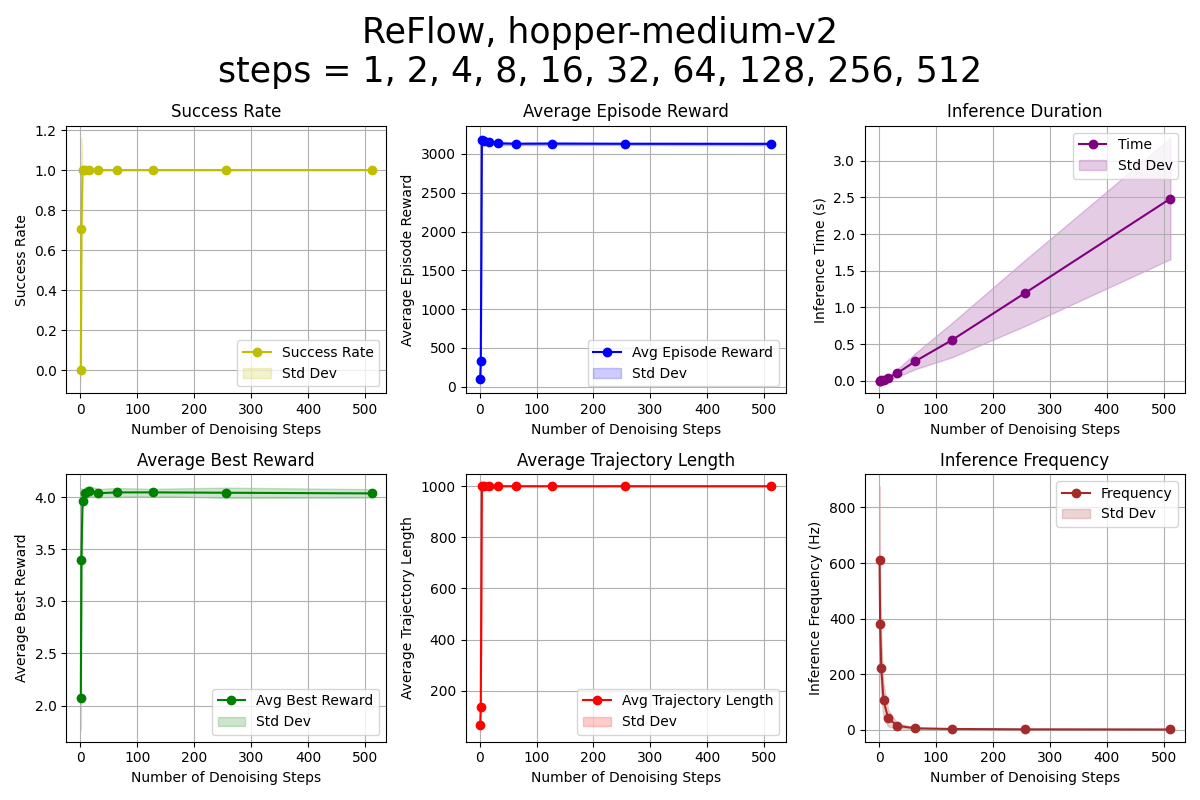 ReFlow, hopper-medium-v2
steps = 1, 2, 4, 8, 16, 32, 64, 128, 256, 512
Success Rate
1.2
1.0
0.8
0.6
0.4
0.2
0.0
Success Rate
Success Rate
Std Dev
0 100 200 300 400 500
Number of Denoising Steps
Average Episode Reward
3000
2500
2000
1500
1000
500
0
Average Episode Reward
Avg Episode Reward
Std Dev
0 100 200 300 400 500
Number of Denoising Steps
Inference Duration
3.0
2.5
2.0
1.5
1.0
0.5
0.0
Inference Time (s)
Time
Std Dev
0 100 200 300 400 500
Number of Denoising Steps
Average Best Reward
4.0
3.5
3.0
2.5
2.0
Average Best Reward
Avg Best Reward
Std Dev
0 100 200 300 400 500
Number of Denoising Steps
Average Trajectory Length
1000
800
600
400
200
Average Trajectory Length
Avg Trajectory Length
Std Dev
0 100 200 300 400 500
Number of Denoising Steps
Inference Frequency
800
600
400
200
0
Inference Frequency (Hz)
Frequency
Std Dev
0 100 200 300 400 500
Number of Denoising Steps